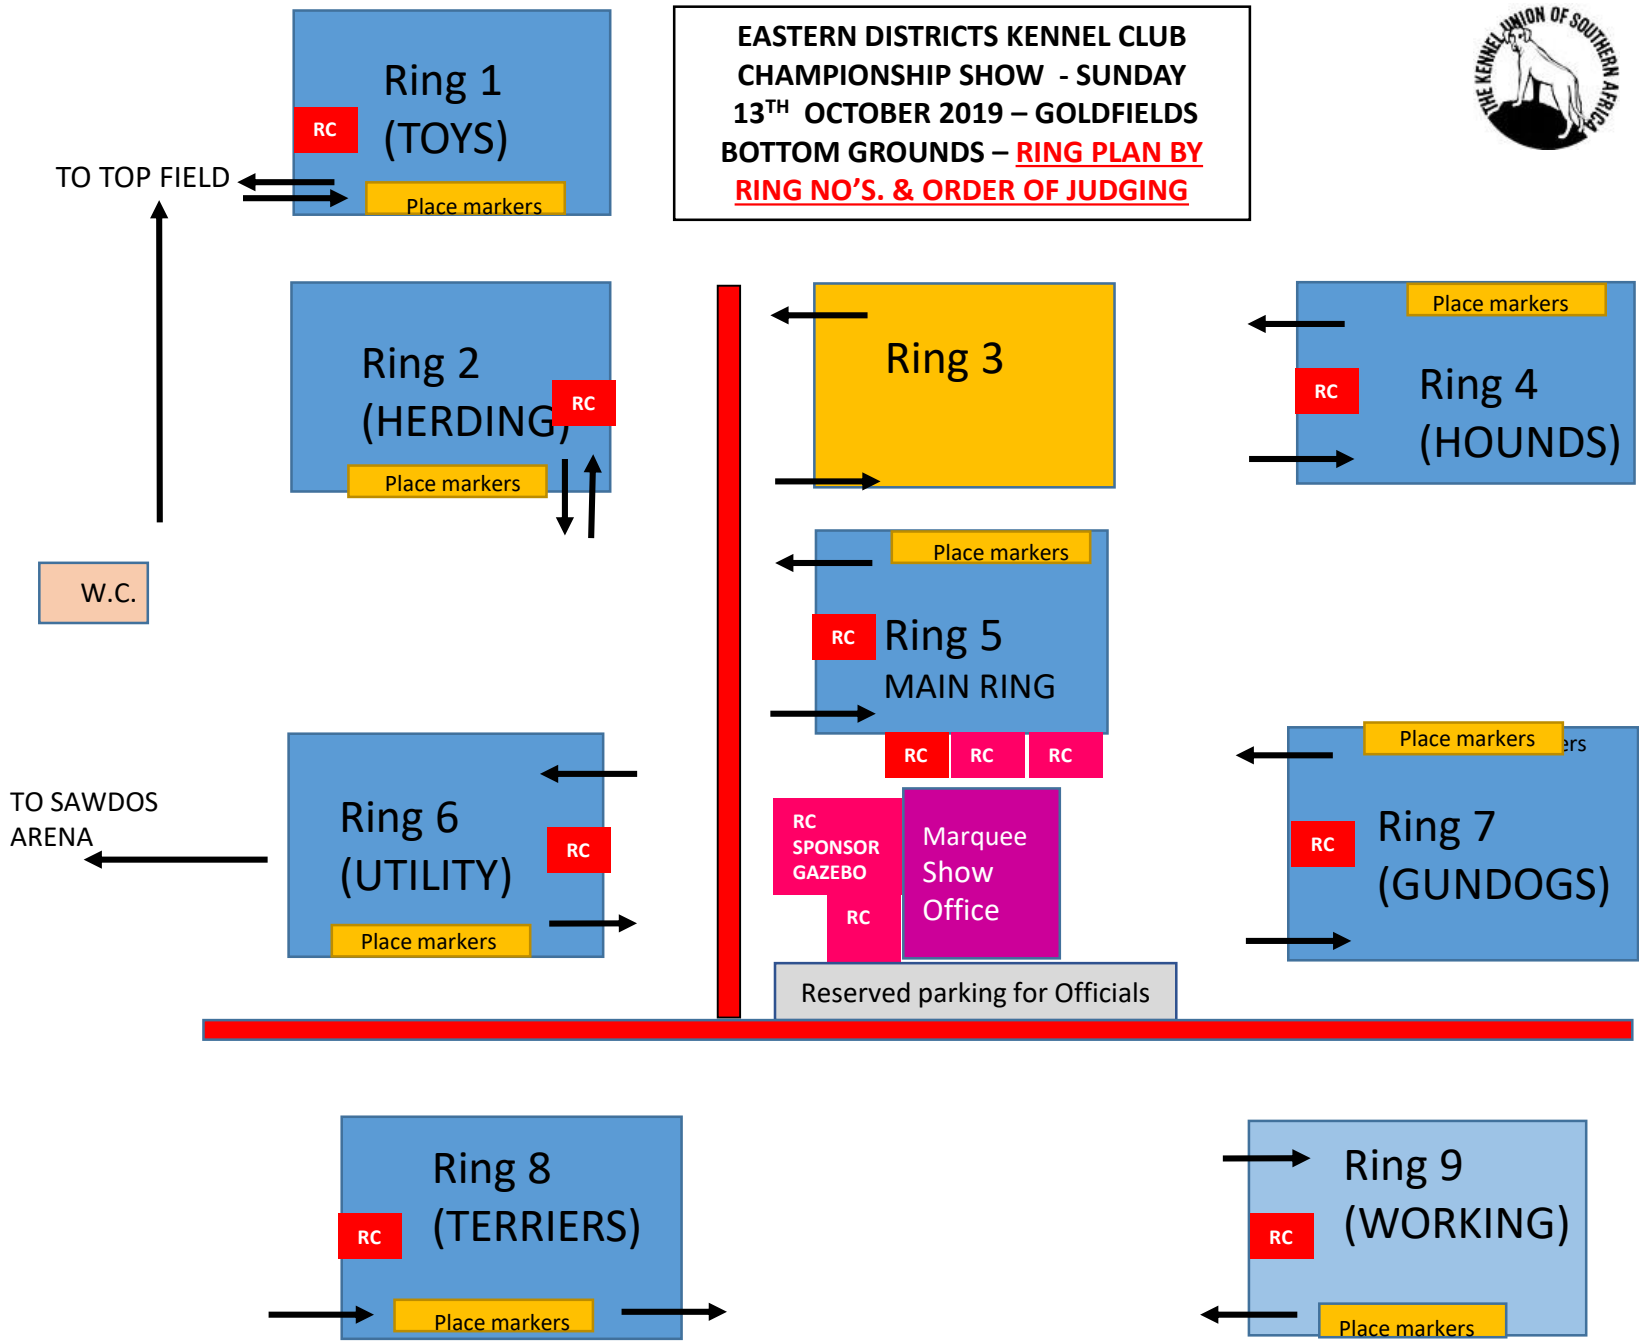 EASTERN DISTRICTS KENNEL CLUB
CHAMPIONSHIP SHOW - SUNDAY
13TH OCTOBER 2019 – GOLDFIELDS
BOTTOM GROUNDS – RING PLAN BY
RING NO'S. & ORDER OF JUDGING
THE KENNEL UNION OF SOUTHERN AFRICA
Ring 1
(TOYS)
RC
Place markers
TO TOP FIELD
Ring 2
(HERDING)
RC
Place markers
Ring 3
Place markers
Ring 4
(HOUNDS)
RC
W.C.
Place markers
Ring 5
MAIN RING
RC
RC
RC
RC
TO SAWDOS
ARENA
Ring 6
(UTILITY)
RC
Place markers
RC
SPONSOR
GAZEBO
RC
Marquee
Show
Office
Reserved parking for Officials
Place markers
ers
Ring 7
(GUNDOGS)
RC
Ring 8
(TERRIERS)
RC
Place markers
Ring 9
(WORKING)
RC
Place markers